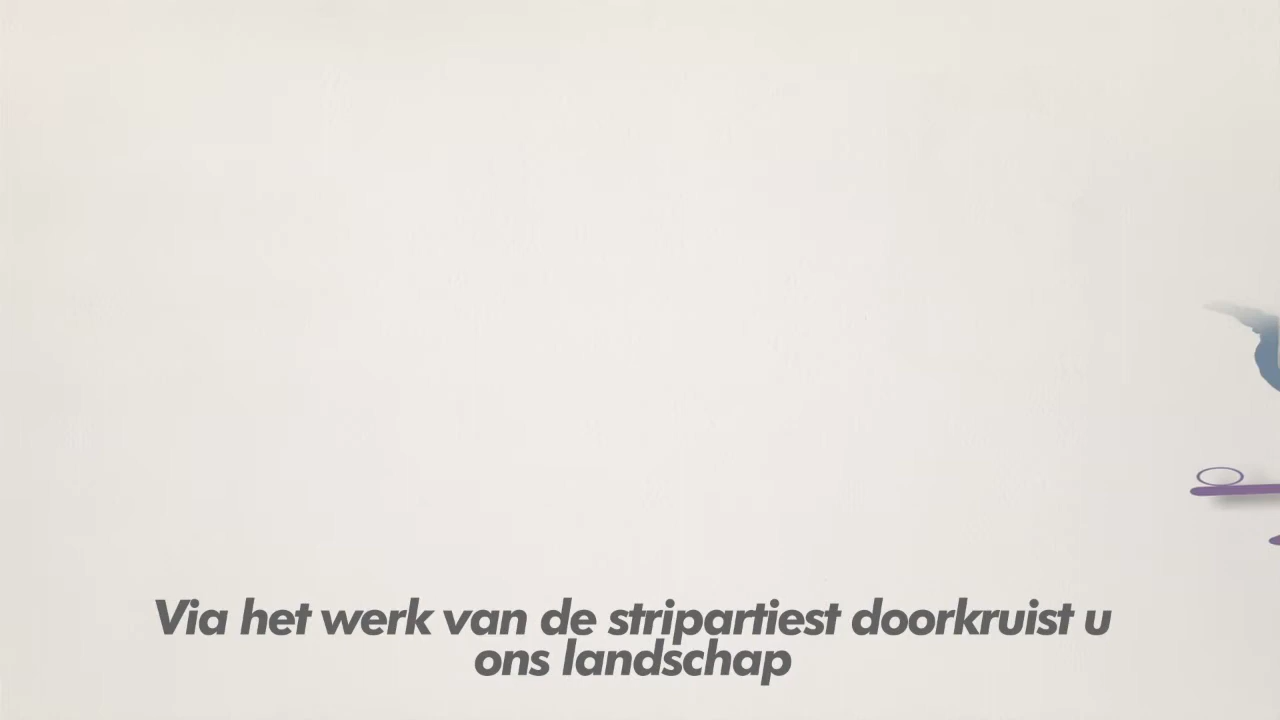 Via het werk van de stripartiest doorkruist u
ons landschap